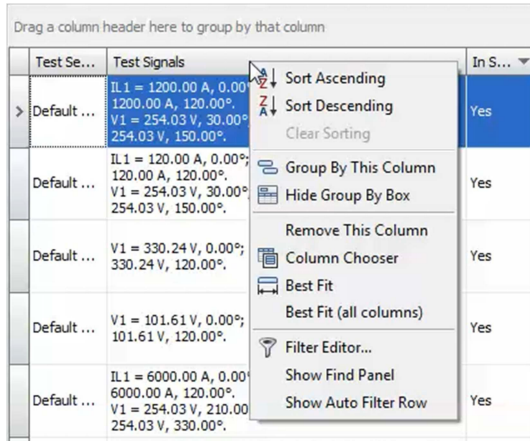 Drag a column header here to group by that column
Test Se... Test Signals In S...
IL1 = 1200.00 A, 0.00°
1200.00 A, 120.00°.
V1 = 254.03 V, 30.00°
254.03 V, 150.00°.
Default ... Yes
IL1 = 120.00 A, 0.00°;
120.00 A, 120.00°.
V1 = 254.03 V, 30.00°
254.03 V, 150.00°.
Default ... Yes
V1 = 330.24 V, 0.00°;
330.24 V, 120.00°.
Default ... Yes
V1 = 101.61 V, 0.00°;
101.61 V, 120.00°.
Default ... Yes
IL1 = 6000.00 A, 0.00°
6000.00 A, 120.00°.
V1 = 254.03 V, 210.00
254.03 V, 330.00°.
Default ... Yes
Sort Ascending
Sort Descending
Clear Sorting
Group By This Column
Hide Group By Box
Remove This Column
Column Chooser
Best Fit
Best Fit (all columns)
Filter Editor...
Show Find Panel
Show Auto Filter Row